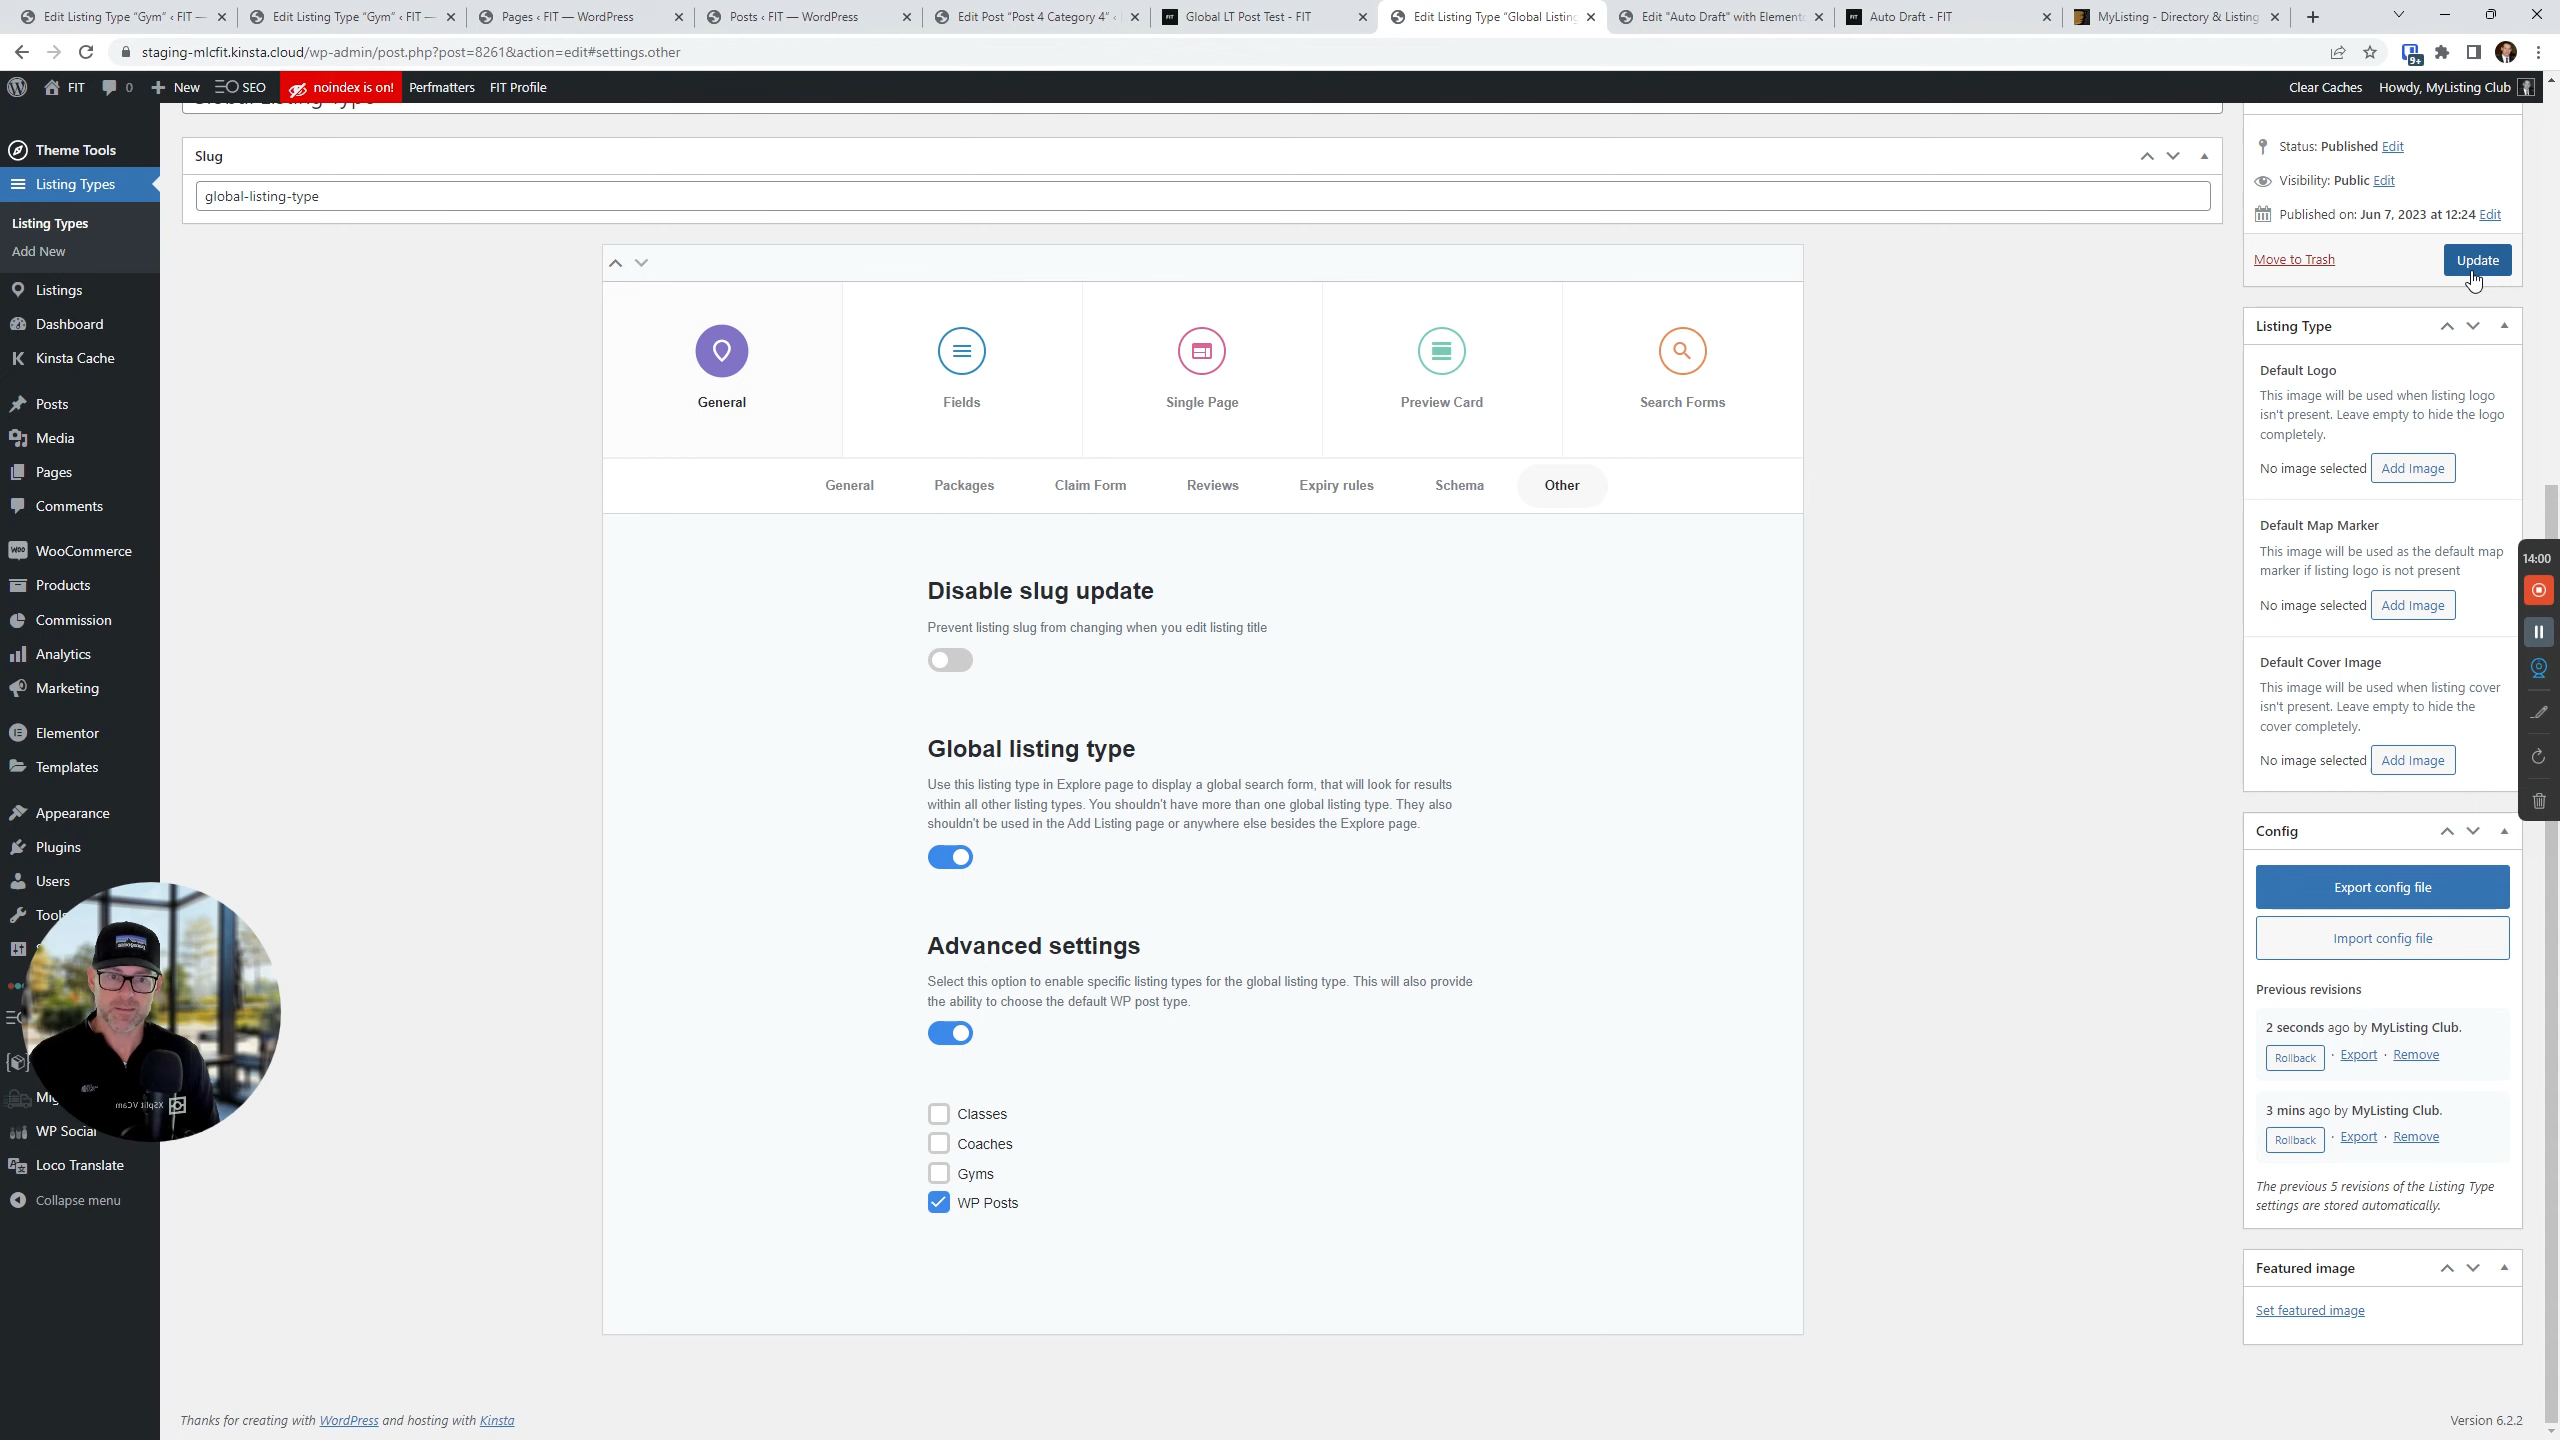 Edit Listing Type "Gym" ‹ FIT —
Edit Listing Type "Gym" ‹ FIT —
Pages ‹ FIT — WordPress
Posts ‹ FIT — WordPress
Edit Post "Post 4 Category 4" ‹
Global LT Post Test - FIT
Edit Listing Type "Global Listing
Edit "Auto Draft" with Elemento
Auto Draft - FIT
MyListing - Directory & Listing
staging-mlcfit.kinsta.cloud/wp-admin/post.php?post=8261&action=edit#settings.other
9+
FIT
0
New
SEO
noindex is on!
Perfmatters
FIT Profile
Clear Caches
Howdy, MyListing Club
Theme Tools
Listing Types
Listing Types
Add New
Listings
Dashboard
Kinsta Cache
Posts
Media
Pages
Comments
WooCommerce
Products
Commission
Analytics
Marketing
Elementor
Templates
Appearance
Plugins
Users
WP Social
Loco Translate
Collapse menu
Slug
global-listing-type
General
Fields
Single Page
Preview Card
Search Forms
General
Packages
Claim Form
Reviews
Expiry rules
Schema
Other
Disable slug update
Prevent listing slug from changing when you edit listing title
Global listing type
Use this listing type in Explore page to display a global search form, that will look for results
within all other listing types. You shouldn't have more than one global listing type. They also
shouldn't be used in the Add Listing page or anywhere else besides the Explore page.
Advanced settings
Select this option to enable specific listing types for the global listing type. This will also provide
the ability to choose the default WP post type.
Classes
Coaches
Gyms
WP Posts
Status: Published Edit
Visibility: Public Edit
Published on: Jun 7, 2023 at 12:24 Edit
Move to Trash
Update
Listing Type
Default Logo
This image will be used when listing logo
isn't present. Leave empty to hide the logo
completely.
No image selected
Add Image
Default Map Marker
This image will be used as the default map
marker if listing logo is not present
No image selected
Add Image
Default Cover Image
This image will be used when listing cover
isn't present. Leave empty to hide the
cover completely.
No image selected
Add Image
14:00
Config
Export config file
Import config file
Previous revisions
2 seconds ago by MyListing Club.
Rollback · Export · Remove
3 mins ago by MyListing Club.
Rollback · Export · Remove
The previous 5 revisions of the Listing Type
settings are stored automatically.
Featured image
Set featured image
XSplit VCam
Thanks for creating with WordPress and hosting with Kinsta
Version 6.2.2